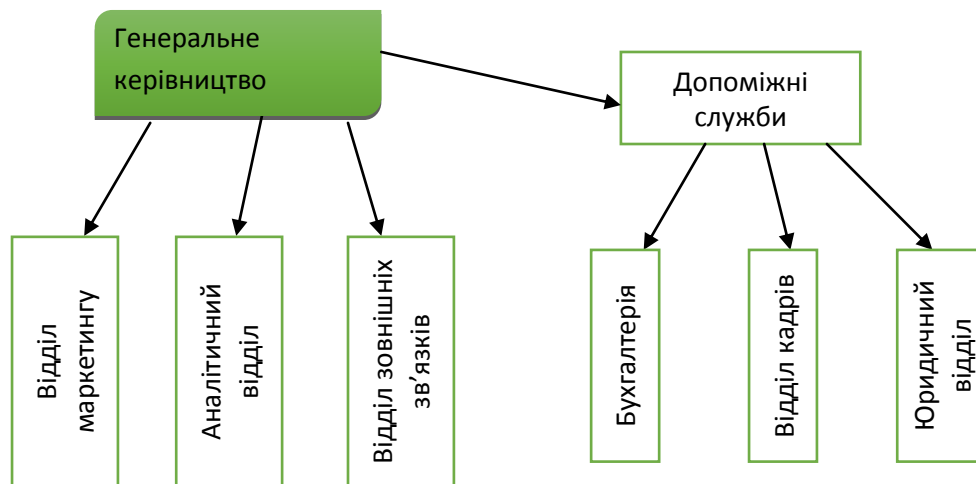 Генеральне
керівництво
Допоміжні
служби
Відділ
маркетингу
Аналітичний
відділ
Відділ зовнішніх
зв’язків
Бухгалтерія
Відділ кадрів
Юридичний
відділ